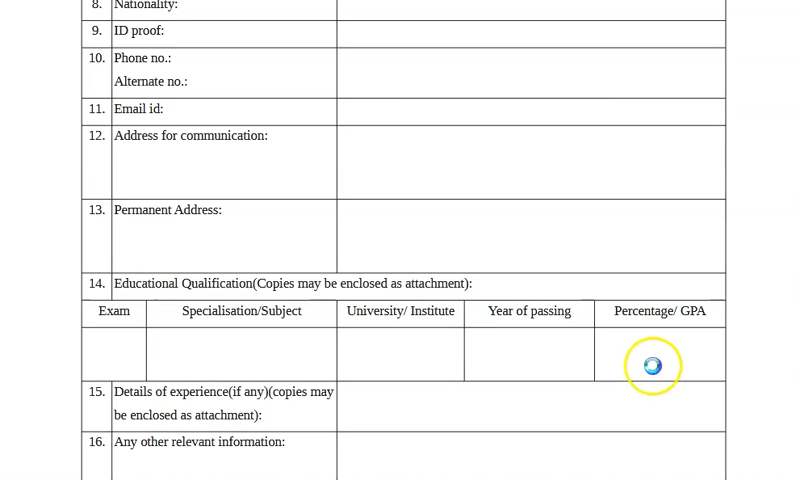 8. Nationality:
9. ID proof:
10. Phone no.:
Alternate no.:
11. Email id:
12. Address for communication:
13. Permanent Address:
14. Educational Qualification(Copies may be enclosed as attachment):
Exam Specialisation/Subject University/ Institute Year of passing Percentage/ GPA
15. Details of experience(if any)(copies may
be enclosed as attachment):
16. Any other relevant information: